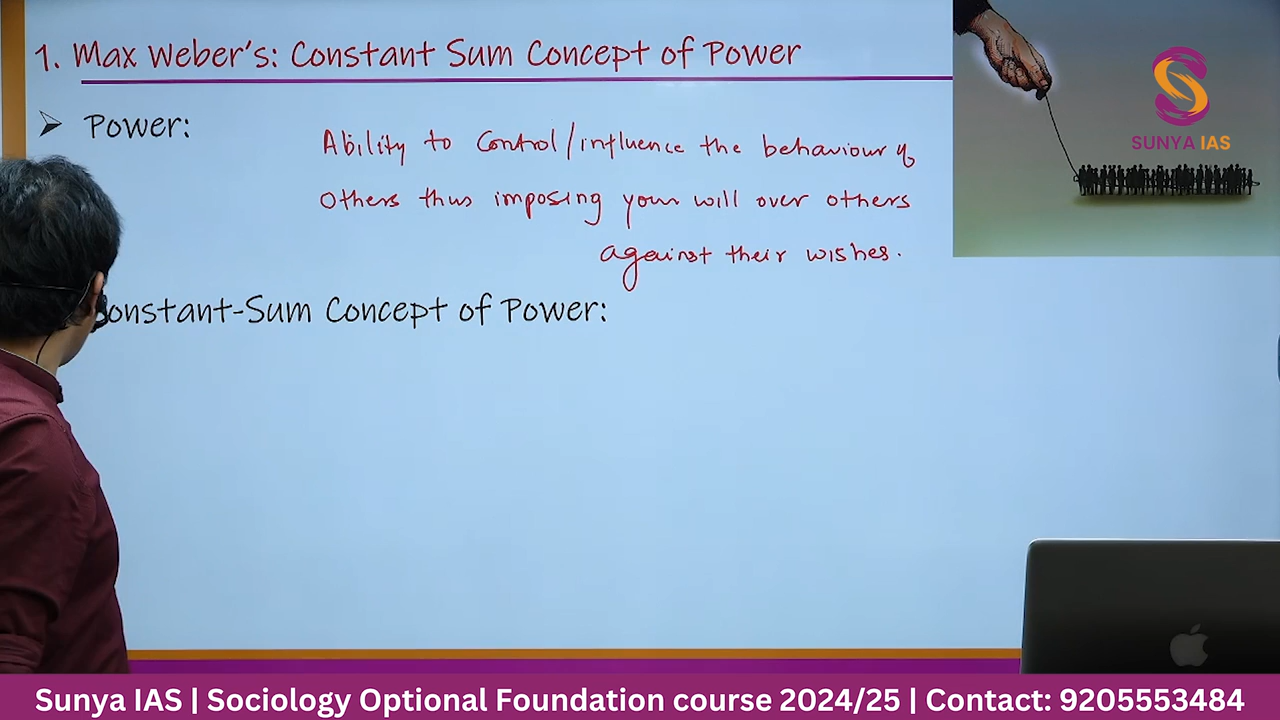 1. Max Weber's: Constant Sum Concept of Power
➤ Power:
Ability to Control/influence the behaviour of
others thus imposing your will over others
against their wishes.
onstant-Sum Concept of Power:
SUNYA IAS
Sunya IAS | Sociology Optional Foundation course 2024/25 | Contact: 9205553484